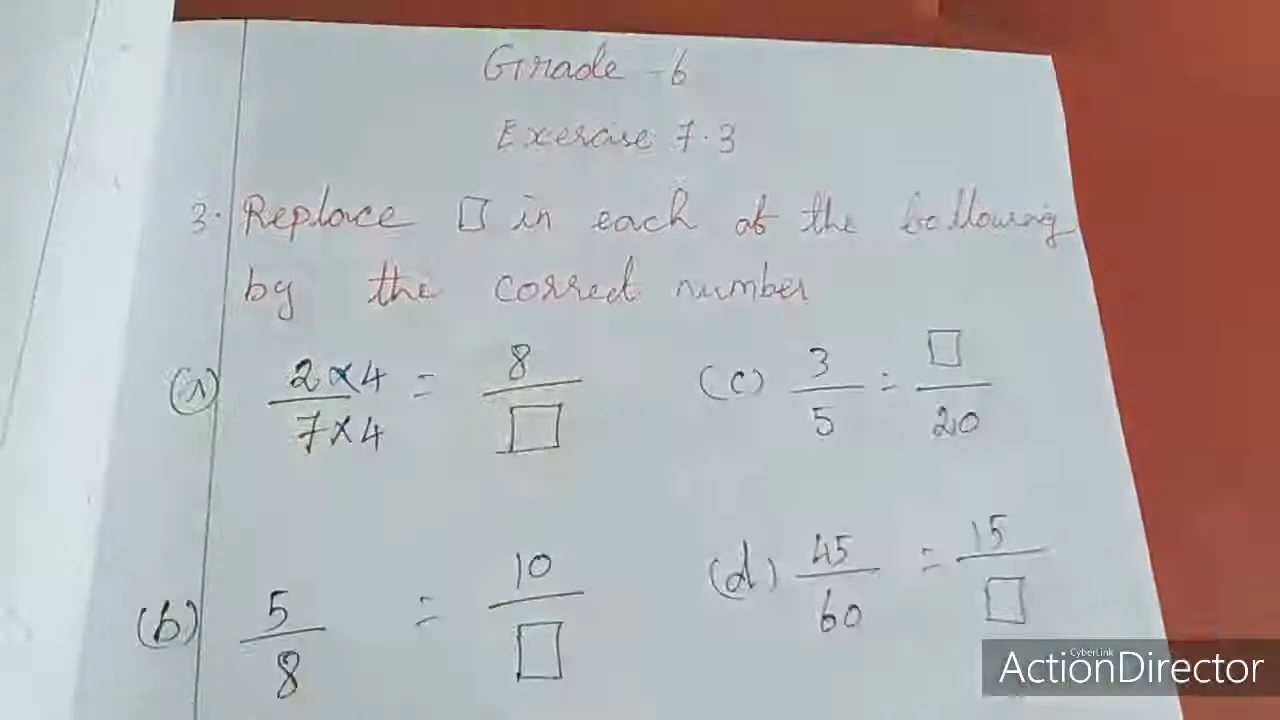 Grade - 6
Exercise 7.3
3. Replace □ in each of the following
by the correct number
(a) 2×4/7×4 = 8/□
(c) 3/5 = □/20
(b) 5/8 = 10/□
(d) 45/60 = 15/□
CyberLink
ActionDirector